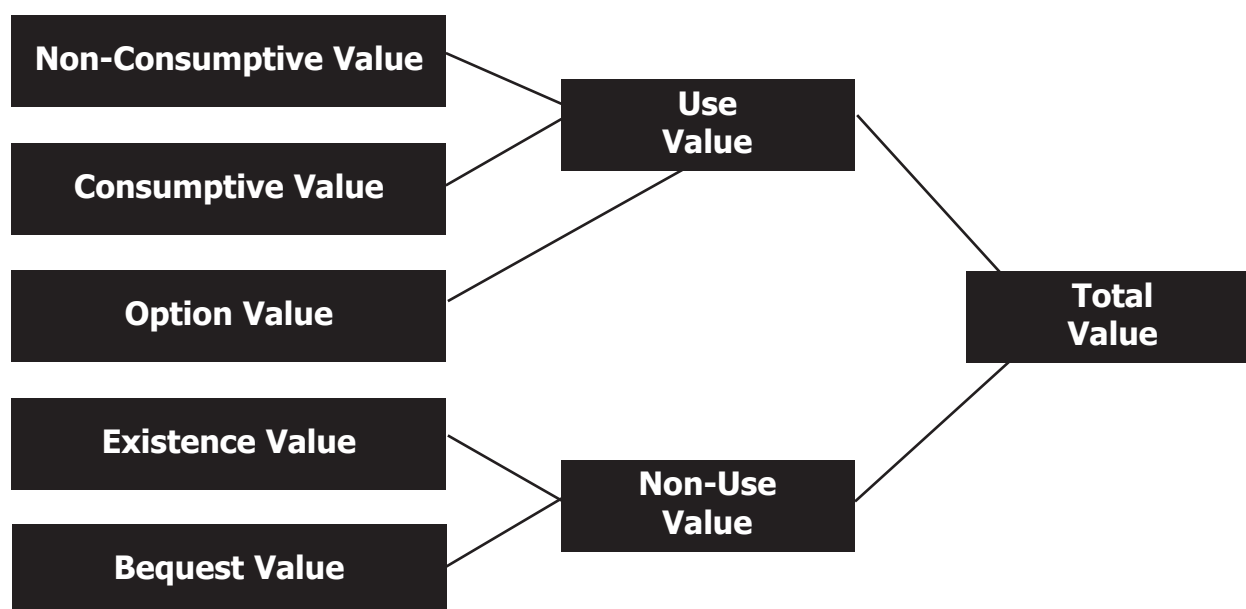 Non-Consumptive Value
Consumptive Value
Option Value
Existence Value
Bequest Value
Use
Value
Non-Use
Value
Total
Value